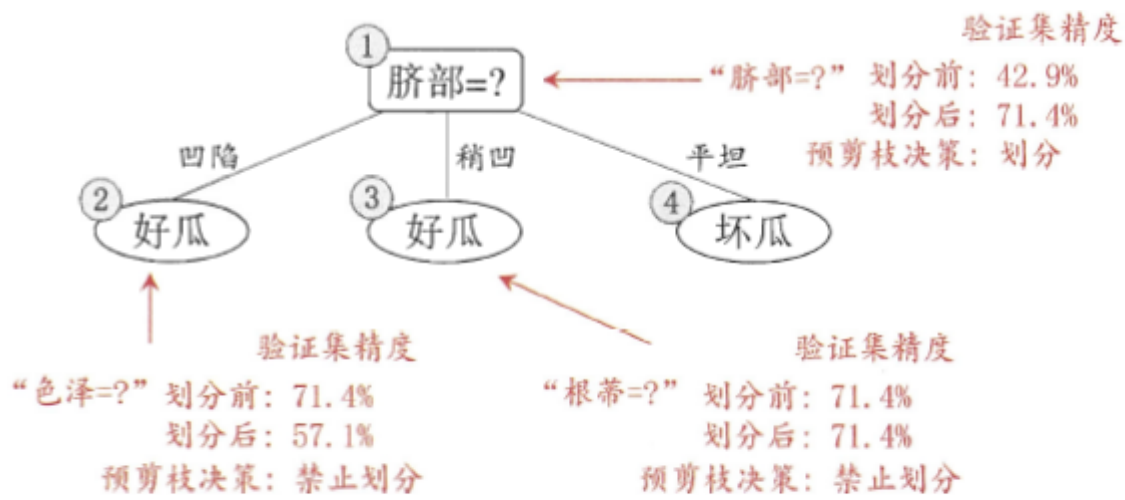 验证集精度
①
脐部=?
“脐部=?” 划分前: 42.9%
划分后: 71.4%
预剪枝决策: 划分
凹陷
稍凹
平坦
② 好瓜
③ 好瓜
④ 坏瓜
验证集精度
“色泽=?” 划分前: 71.4%
划分后: 57.1%
预剪枝决策: 禁止划分
验证集精度
“根蒂=?” 划分前: 71.4%
划分后: 71.4%
预剪枝决策: 禁止划分